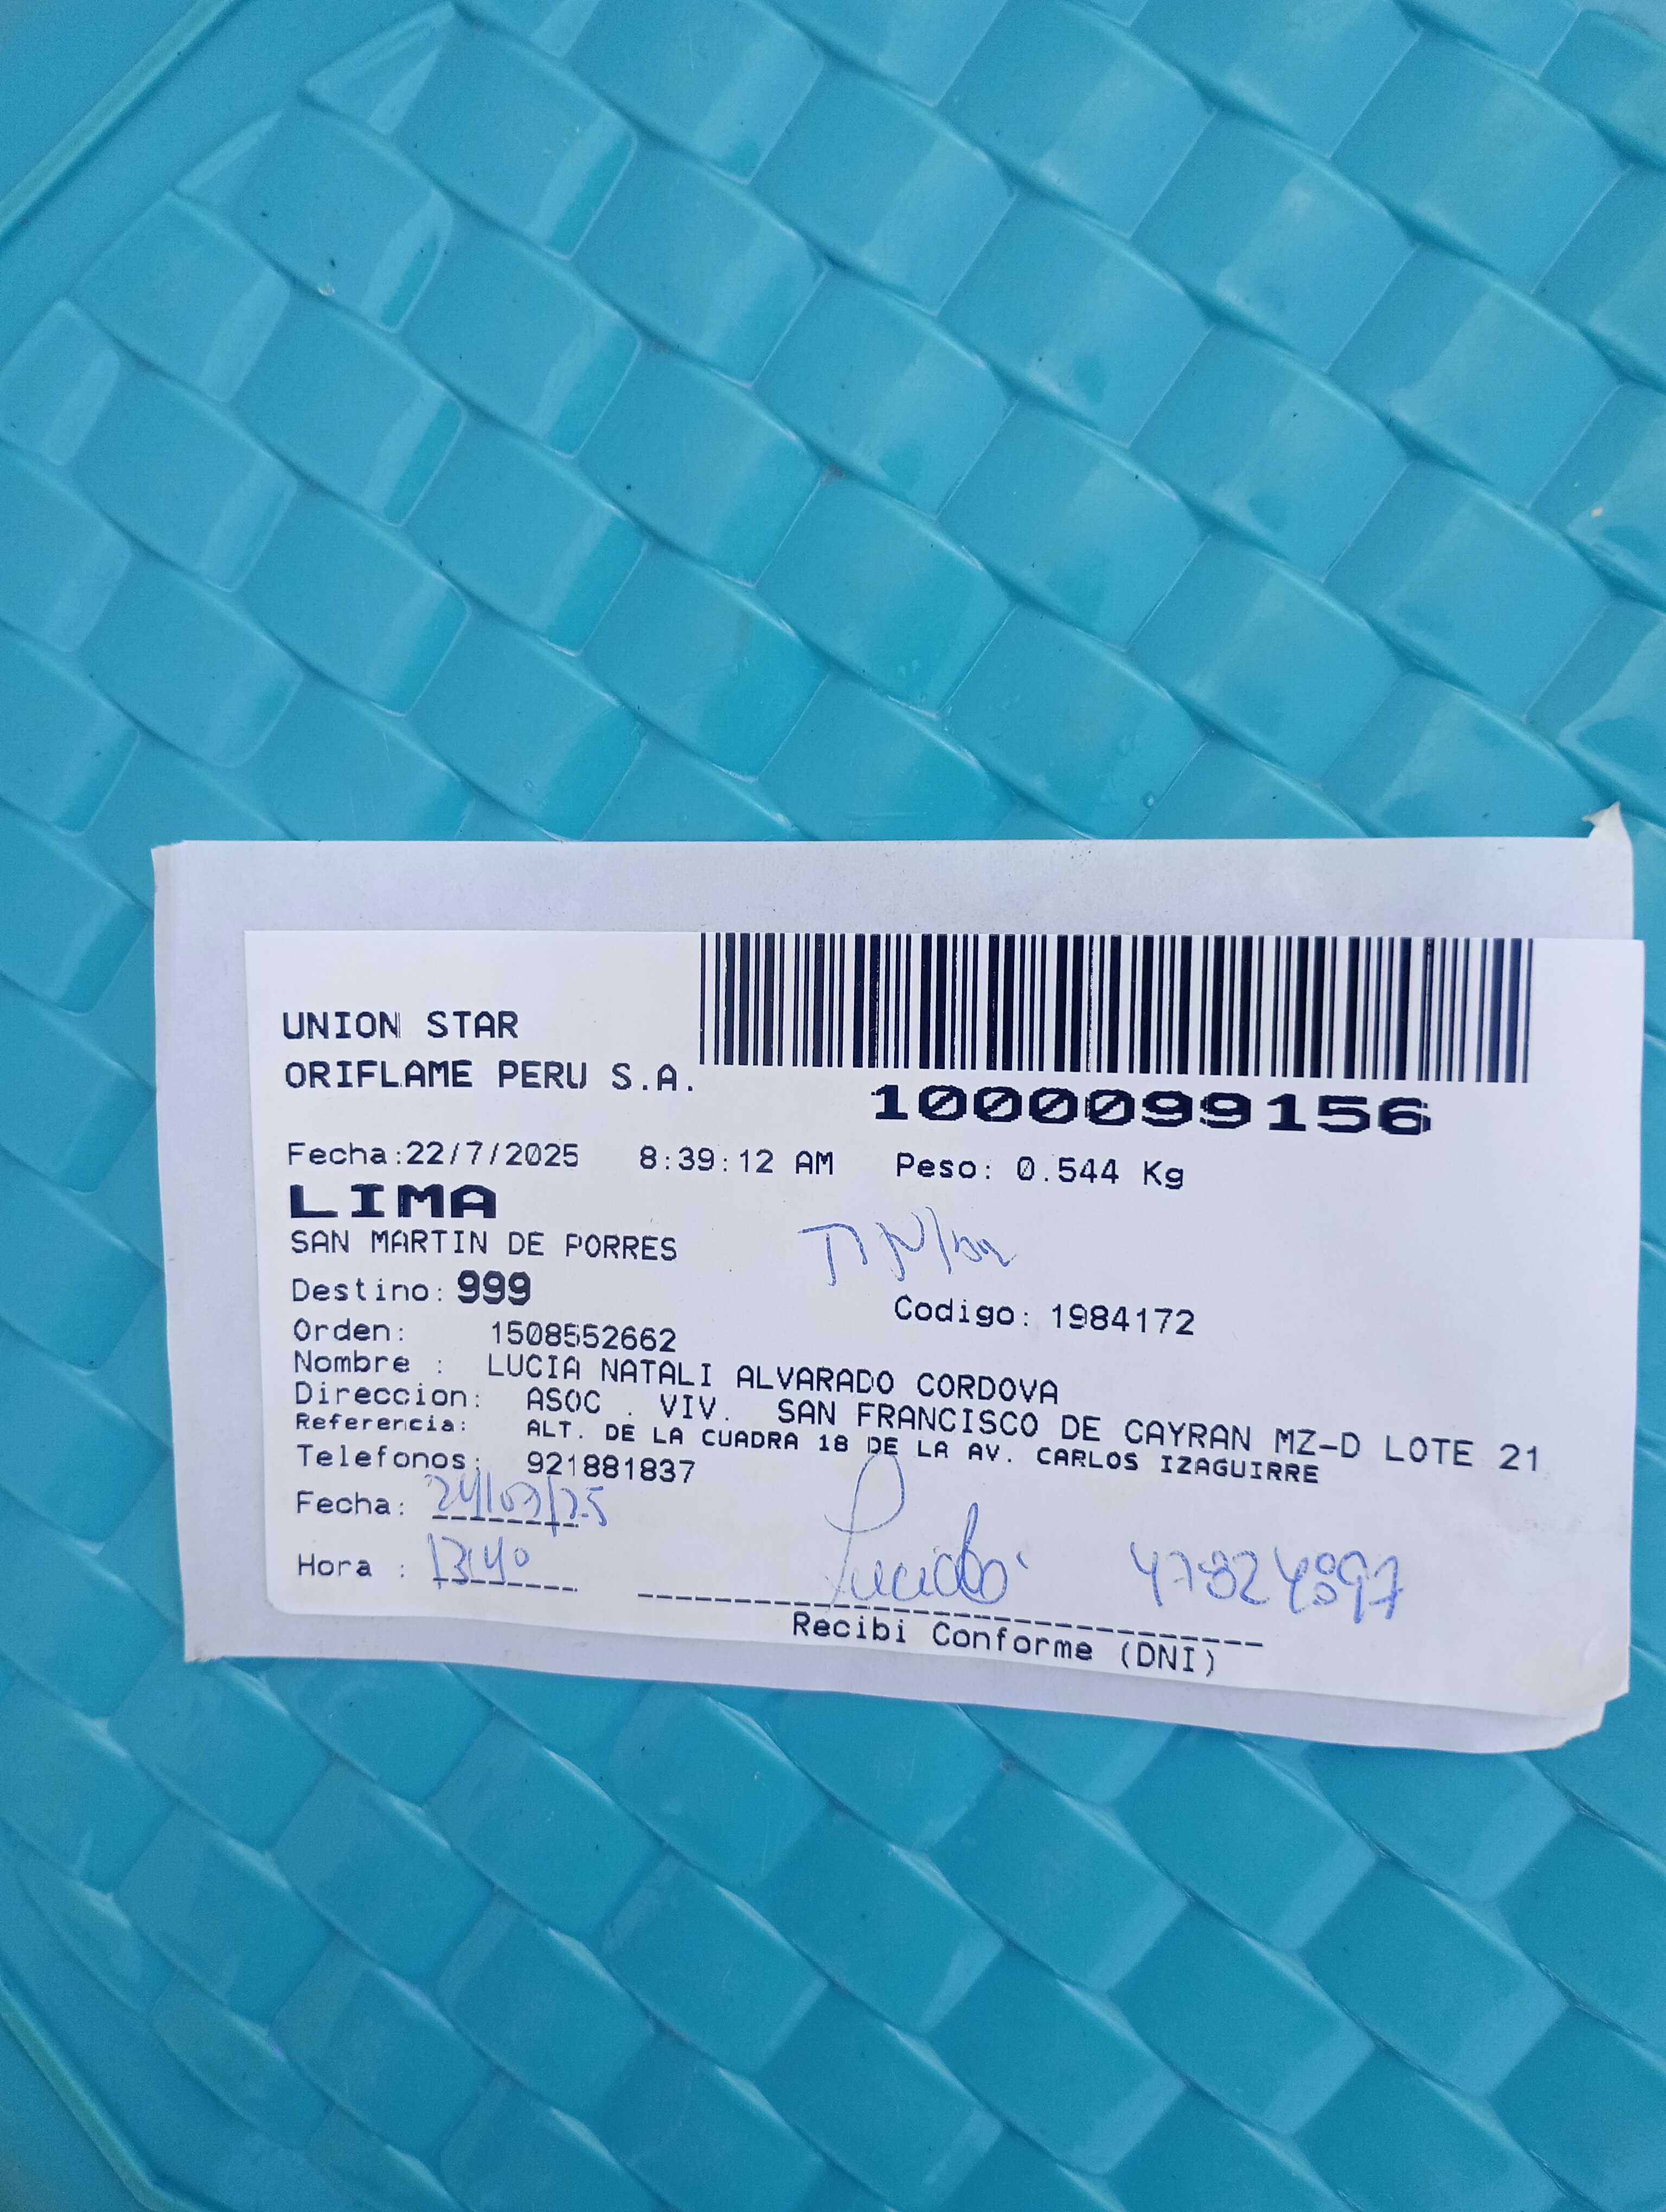 UNION STAR
ORIFLAME PERU S.A.
1000099156
Fecha:22/7/2025 8:39:12 AM Peso: 0.544 Kg
LIMA
SAN MARTIN DE PORRES
Destino: 999
Codigo: 1984172
Orden: 1508552662
Nombre : LUCIA NATALI ALVARADO CORDOVA
Direccion: ASOC . VIV. SAN FRANCISCO DE CAYRAN MZ-D LOTE 21
Referencia: ALT. DE LA CUADRA 18 DE LA AV. CARLOS IZAGUIRRE
Telefonos: 921881837
Fecha: 24/07/25
Hora : 13:40
Recibi Conforme (DNI)